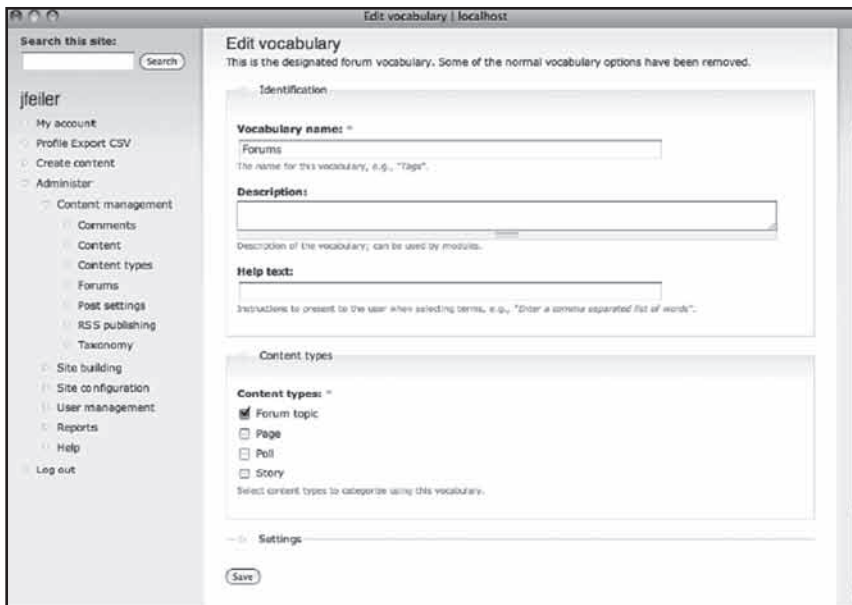 Edit vocabulary | localhost
Search this site:
Search
jfeiler
My account
Profile Export CSV
Create content
Administer
Content management
Comments
Content
Content types
Forums
Post settings
RSS publishing
Taxonomy
Site building
Site configuration
User management
Reports
Help
Log out
Edit vocabulary
This is the designated forum vocabulary. Some of the normal vocabulary options have been removed.
Identification
Vocabulary name: *
Forums
The name for this vocabulary, e.g., "Tags".
Description:
Description of the vocabulary; can be used by modules.
Help text:
Instructions to present to the user when selecting terms, e.g., "Enter a comma separated list of words".
Content types
Content types: *
Forum topic
Page
Poll
Story
Select content types to categorize using this vocabulary.
Settings
Save